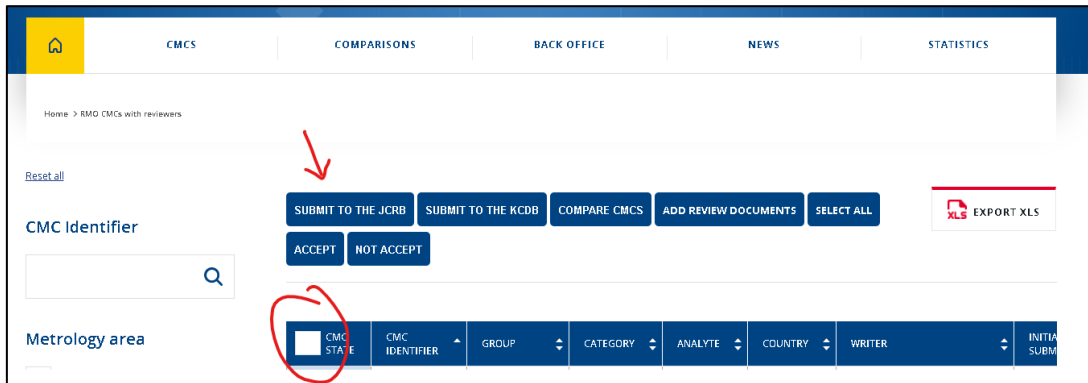 CMCS COMPARISONS BACK OFFICE NEWS STATISTICS
Home > RMO CMCs with reviewers
Reset all
SUBMIT TO THE JCRB SUBMIT TO THE KCDB COMPARE CMCS ADD REVIEW DOCUMENTS SELECT ALL
XLS EXPORT XLS
CMC Identifier
ACCEPT NOT ACCEPT
Metrology area
CMC STATE
CMC IDENTIFIER
GROUP
CATEGORY
ANALYTE
COUNTRY
WRITER
INITIA
SUBM